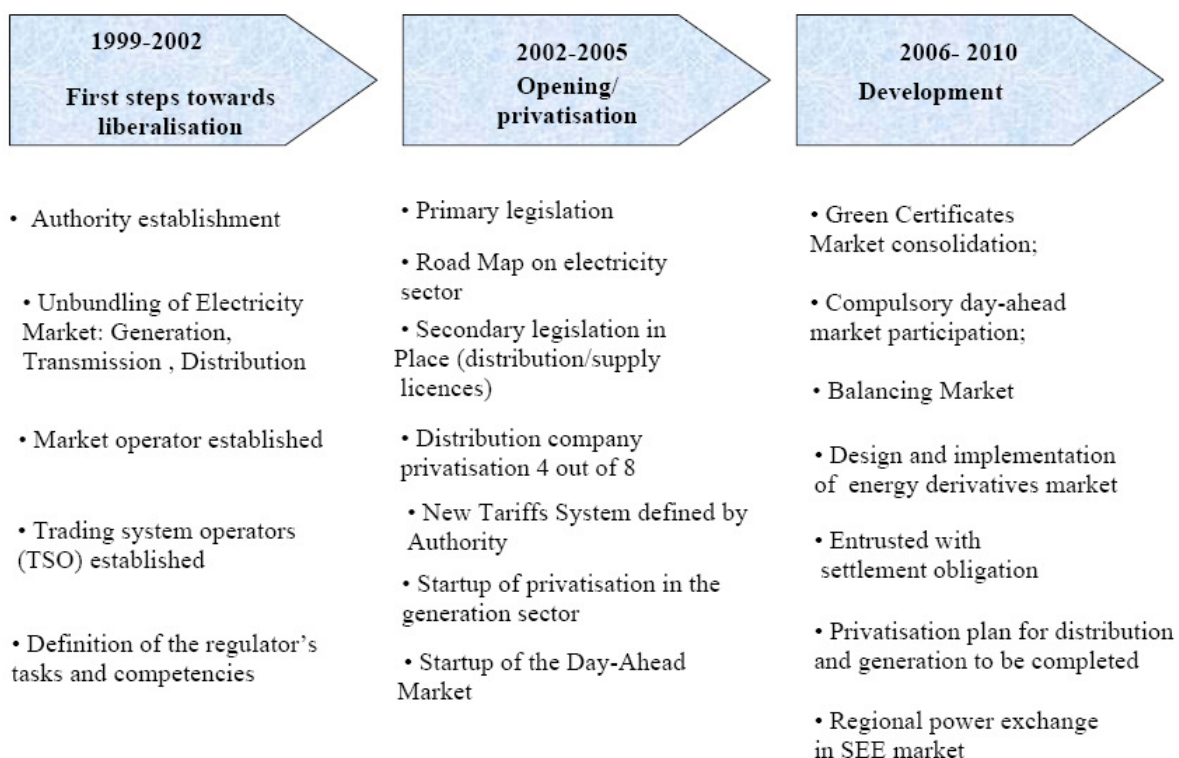 1999-2002
First steps towards
liberalisation
• Authority establishment
• Unbundling of Electricity
Market: Generation,
Transmission , Distribution
• Market operator established
• Trading system operators
(TSO) established
• Definition of the regulator’s
tasks and competencies
2002-2005
Opening/
privatisation
• Primary legislation
• Road Map on electricity
sector
• Secondary legislation in
Place (distribution/supply
licences)
• Distribution company
privatisation 4 out of 8
• New Tariffs System defined by
Authority
• Startup of privatisation in the
generation sector
• Startup of the Day-Ahead
Market
2006- 2010
Development
• Green Certificates
Market consolidation;
• Compulsory day-ahead
market participation;
• Balancing Market
• Design and implementation
of energy derivatives market
• Entrusted with
settlement obligation
• Privatisation plan for distribution
and generation to be completed
• Regional power exchange
in SEE market